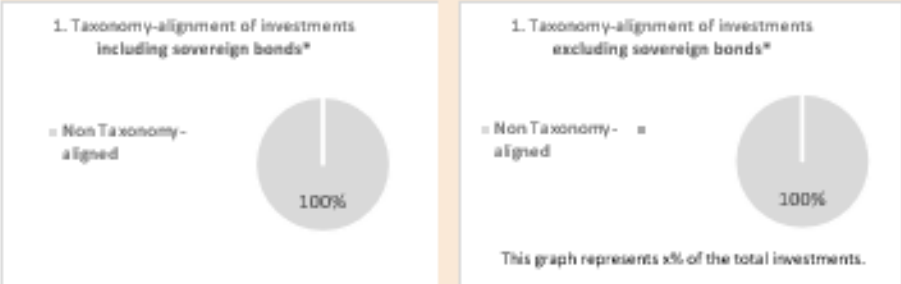 1. Taxonomy-alignment of investments
including sovereign bonds*
Non Taxonomy-
aligned
100%
1. Taxonomy-alignment of investments
excluding sovereign bonds*
Non Taxonomy-
aligned
100%
This graph represents x% of the total investments.